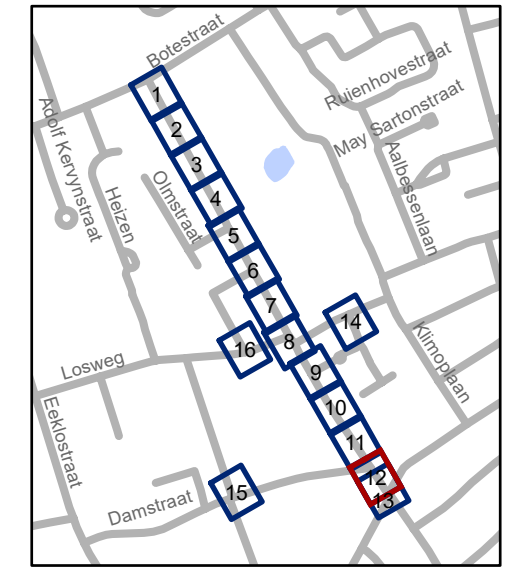 Botestraat
Ruienhovestraat
May Sartonstraat
Adolf Kervynstraat
Aalbessenlaan
Heizen
Olmstraat
Klimoplaan
Losweg
Eeklostraat
Damstraat
1
2
3
4
5
6
7
8
9
10
11
12
13
14
16
15